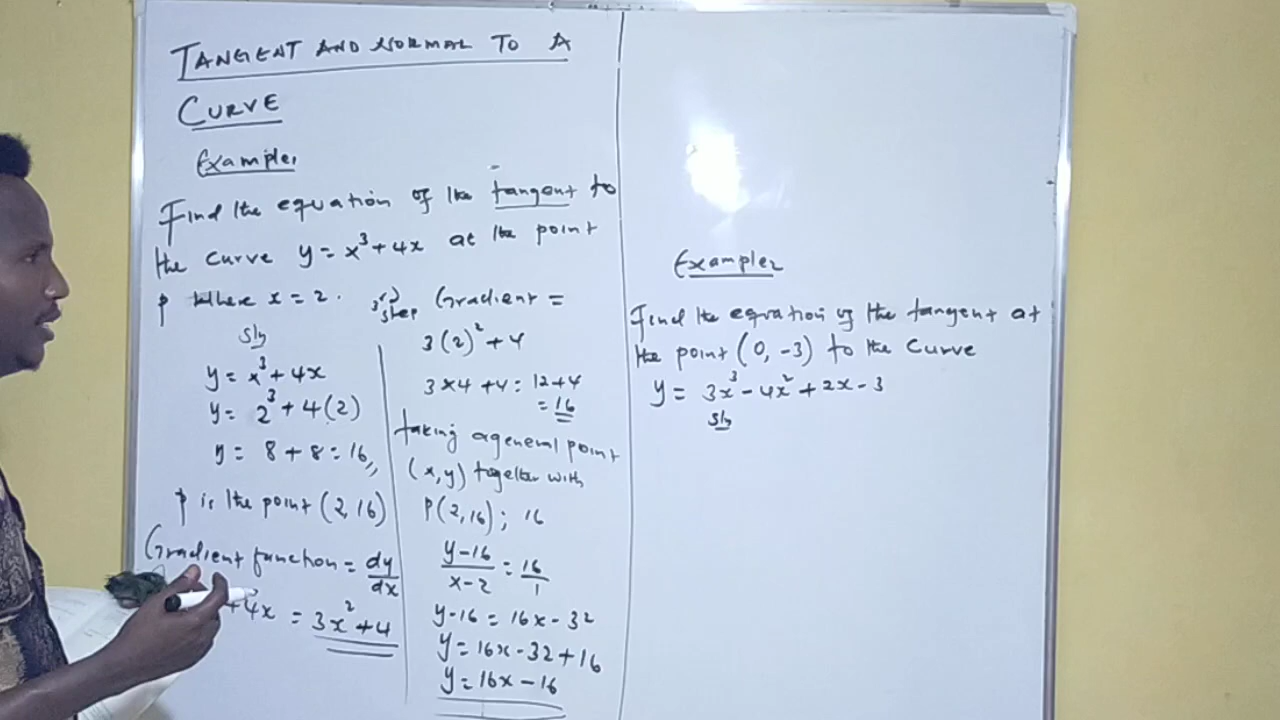 TANGENT AND NORMAL TO A
CURVE
Example1
Find the equation of the tangent to
the curve y = x³ + 4x at the point
P where x = 2.
Sln
y = x³ + 4x
y = 2³ + 4(2)
y = 8 + 8 = 16,,
P is the point (2, 16)
Gradient function = dy/dx
+ 4x = 3x² + 4
3rd step Gradient =
3(2)² + 4
3 × 4 + 4 = 12 + 4
= 16
taking a general point
(x, y) together with
P(2, 16); 16
y-16/x-2 = 16/1
y-16 = 16x - 32
y = 16x - 32 + 16
y = 16x - 16
Example2
Find the equation of the tangent at
the point (0, -3) to the curve
y = 3x³ - 4x² + 2x - 3
Sln